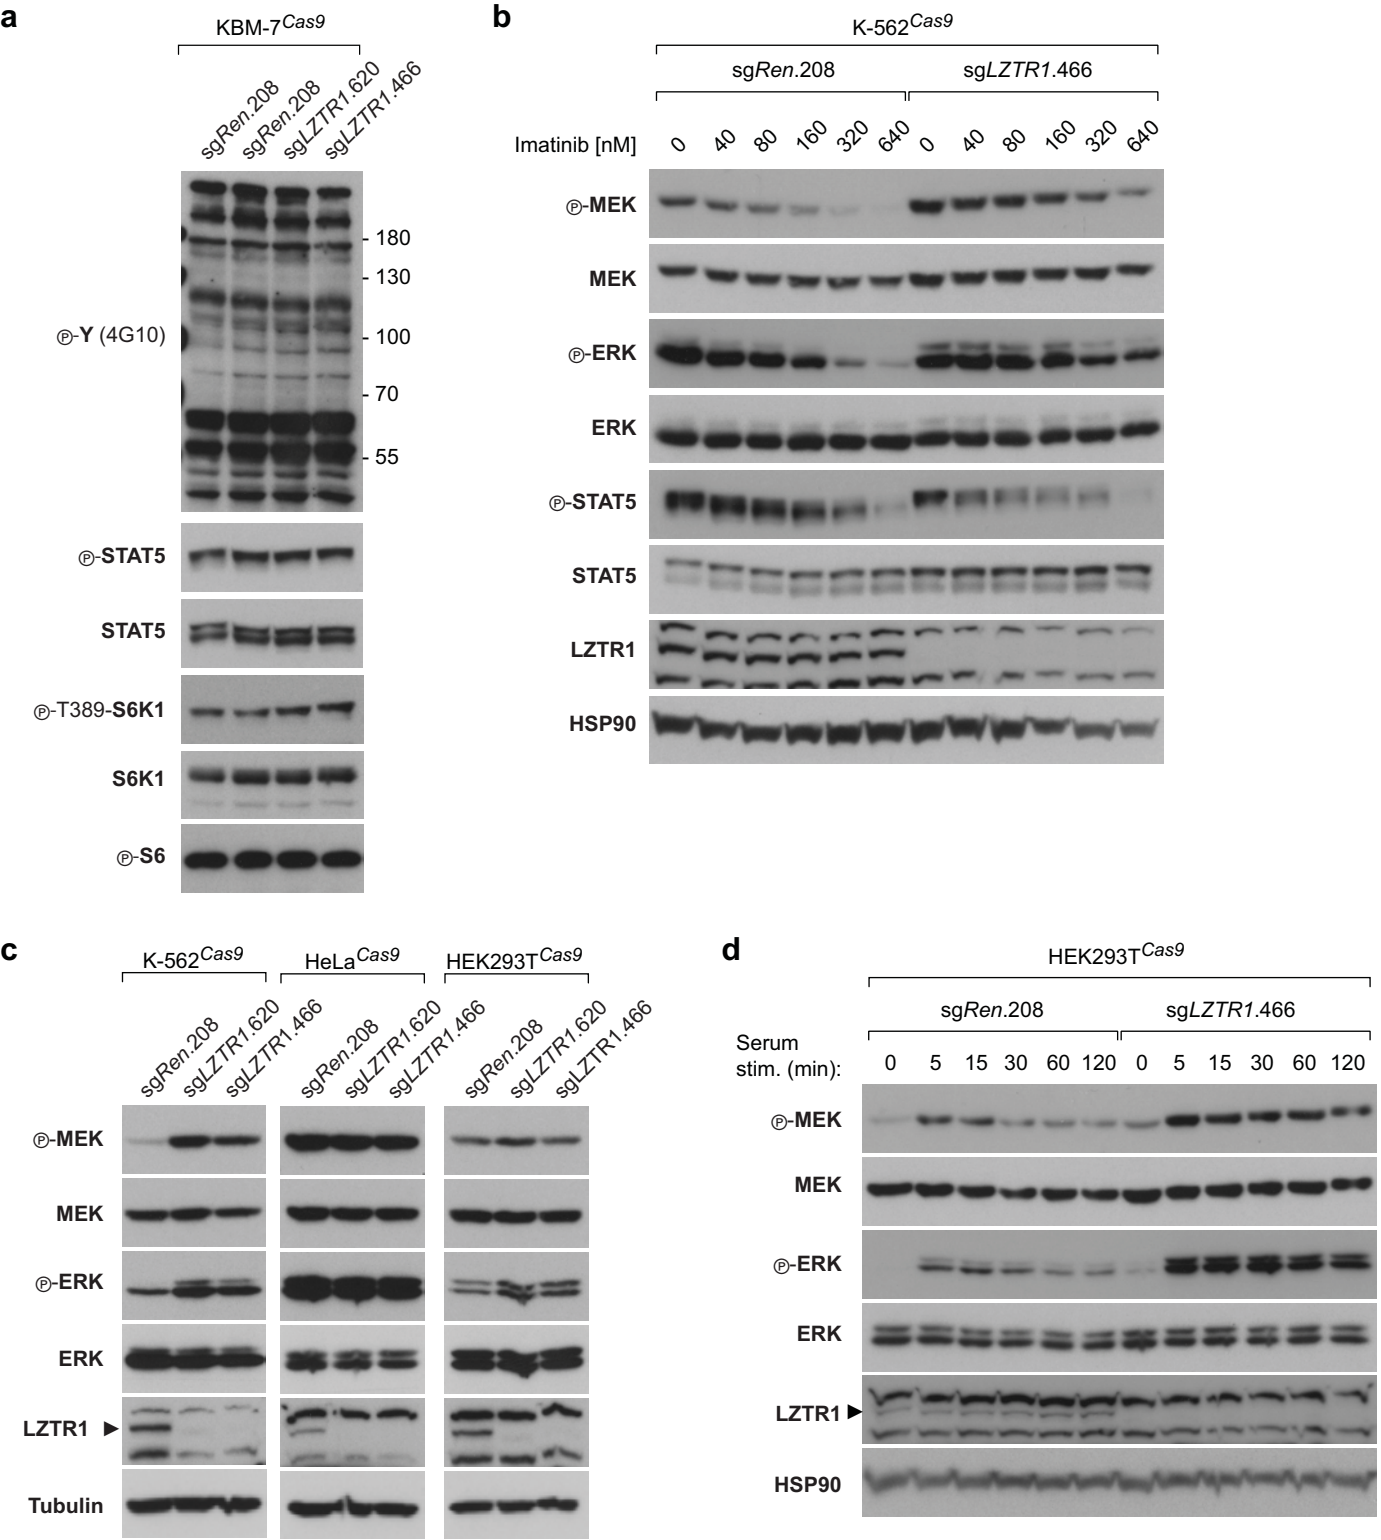 a
KBM-7Cas9
sgRen.208
sgRen.208
sgLZTR1.620
sgLZTR1.466
180
130
Ⓟ-Y (4G10)
100
70
55
Ⓟ-STAT5
STAT5
Ⓟ-T389-S6K1
S6K1
Ⓟ-S6
b
K-562Cas9
sgRen.208 sgLZTR1.466
Imatinib [nM] 0 40 80 160 320 640 0 40 80 160 320 640
Ⓟ-MEK
MEK
Ⓟ-ERK
ERK
Ⓟ-STAT5
STAT5
LZTR1
HSP90
c
K-562Cas9 HeLaCas9 HEK293TCas9
sgRen.208 sgLZTR1.620 sgLZTR1.466 sgRen.208 sgLZTR1.620 sgLZTR1.466 sgRen.208 sgLZTR1.620 sgLZTR1.466
Ⓟ-MEK
MEK
Ⓟ-ERK
ERK
LZTR1
Tubulin
d
HEK293TCas9
sgRen.208 sgLZTR1.466
Serum
stim. (min): 0 5 15 30 60 120 0 5 15 30 60 120
Ⓟ-MEK
MEK
Ⓟ-ERK
ERK
LZTR1
HSP90